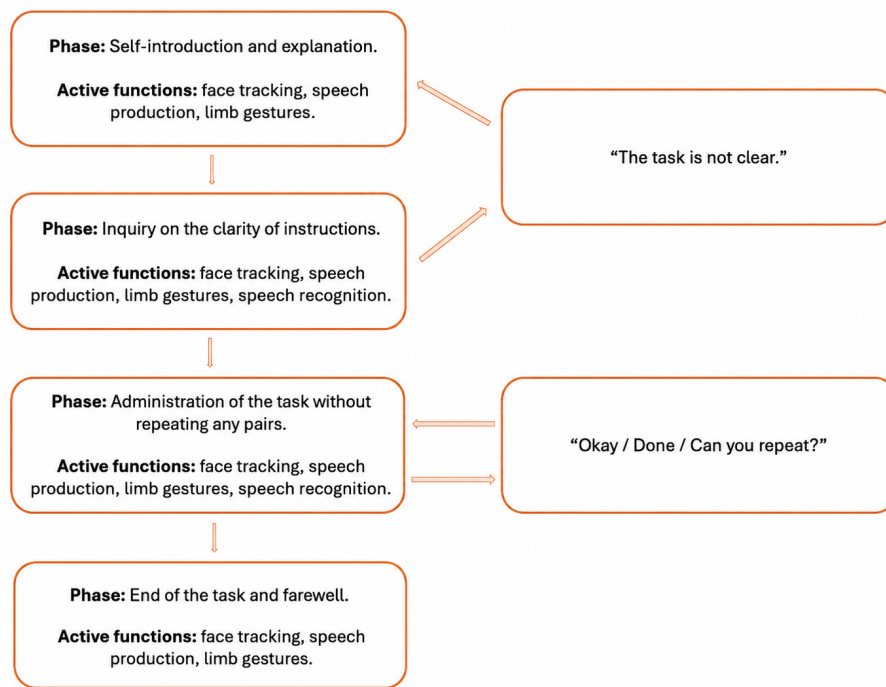 Phase: Self-introduction and explanation.
Active functions: face tracking, speech
production, limb gestures.
“The task is not clear.”
Phase: Inquiry on the clarity of instructions.
Active functions: face tracking, speech
production, limb gestures, speech recognition.
Phase: Administration of the task without
repeating any pairs.
Active functions: face tracking, speech
production, limb gestures, speech recognition.
“Okay / Done / Can you repeat?”
Phase: End of the task and farewell.
Active functions: face tracking, speech
production, limb gestures.